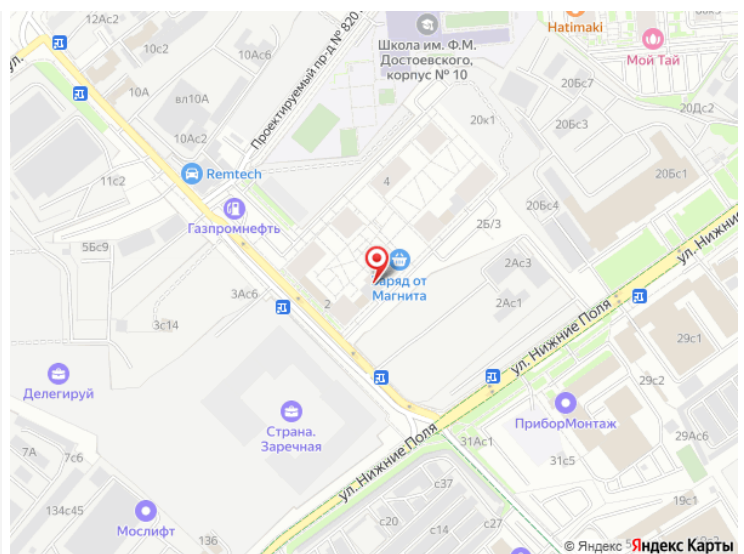 12Ас2
10с2
10Ас6
Проектируемый пр-д № 820
Школа им. Ф.М.
Достоевского,
корпус № 10
Hatimaki
Мой Тай
ул.
10А
вл10А
10Ас2
20Бс7
20Дс2
20к1
20Бс3
11с2
Remtech
4
20Бс1
Газпромнефть
2Б/3
20Бс4
5Бс9
ул. Нижние
2Ас3
3Ас6
Заряд от
Магнита
2
2Ас1
3с14
ул. Нижние Поля
29с1
Делегируй
29с2
Страна.
Заречная
ПриборМонтаж
31Ас1
29Ас6
7А
7с6
31с5
ул. Нижние Поля
с37
134с45
19с1
Мослифт
136
с20
с14
с27
© Яндекс
Яндекс Карты